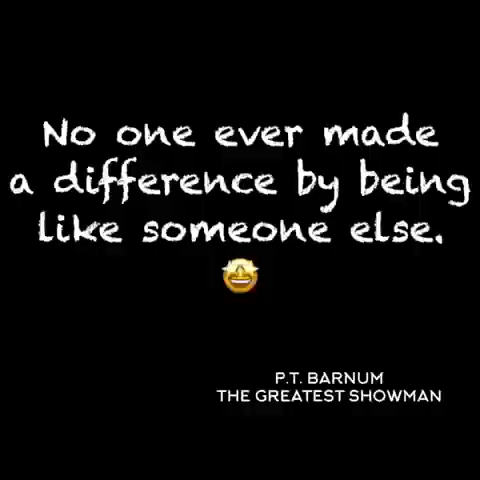 No one ever made
a difference by being
like someone else.
🤩
P.T. BARNUM
THE GREATEST SHOWMAN